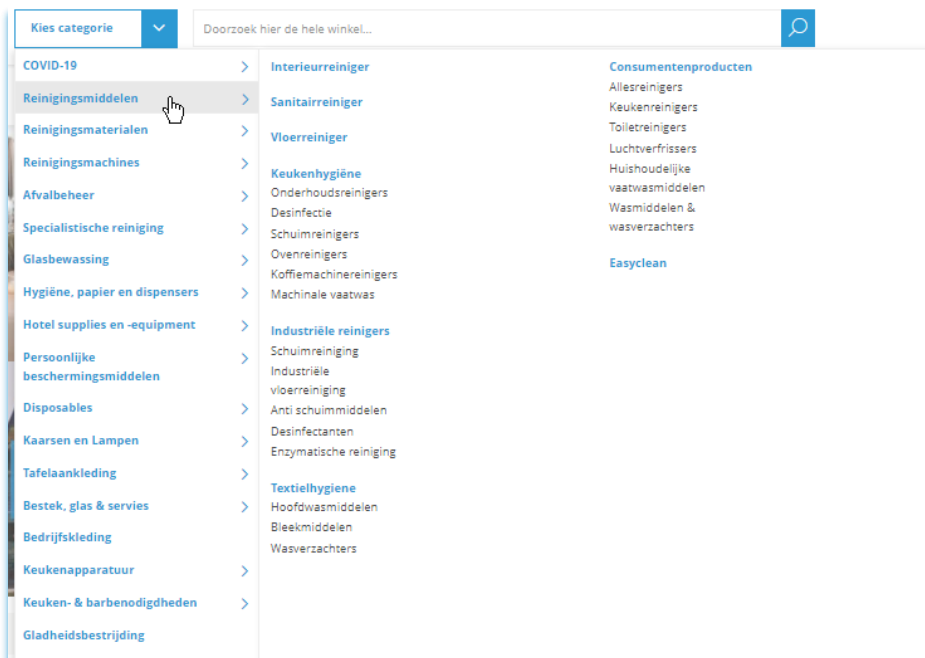 Kies categorie
Doorzoek hier de hele winkel...
COVID-19
Reinigingsmiddelen
Reinigingsmaterialen
Reinigingsmachines
Afvalbeheer
Specialistische reiniging
Glasbewassing
Hygiëne, papier en dispensers
Hotel supplies en -equipment
Persoonlijke
beschermingsmiddelen
Disposables
Kaarsen en Lampen
Tafelaankleding
Bestek, glas & servies
Bedrijfskleding
Keukenapparatuur
Keuken- & barbenodigdheden
Gladheidsbestrijding
Interieurreiniger
Sanitairreiniger
Vloerreiniger
Keukenhygiëne
Onderhoudsreinigers
Desinfectie
Schuimreinigers
Ovenreinigers
Koffiemachinereinigers
Machinale vaatwas
Industriële reinigers
Schuimreiniging
Industriële
vloerreiniging
Anti schuimmiddelen
Desinfectanten
Enzymatische reiniging
Textielhygiene
Hoofdwasmiddelen
Bleekmiddelen
Wasverzachters
Consumentenproducten
Allesreinigers
Keukenreinigers
Toiletreinigers
Luchtverfrissers
Huishoudelijke
vaatwasmiddelen
Wasmiddelen &
wasverzachters
Easyclean